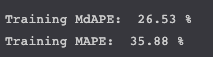 Training MdAPE:  26.53 %
Training MAPE:  35.88 %